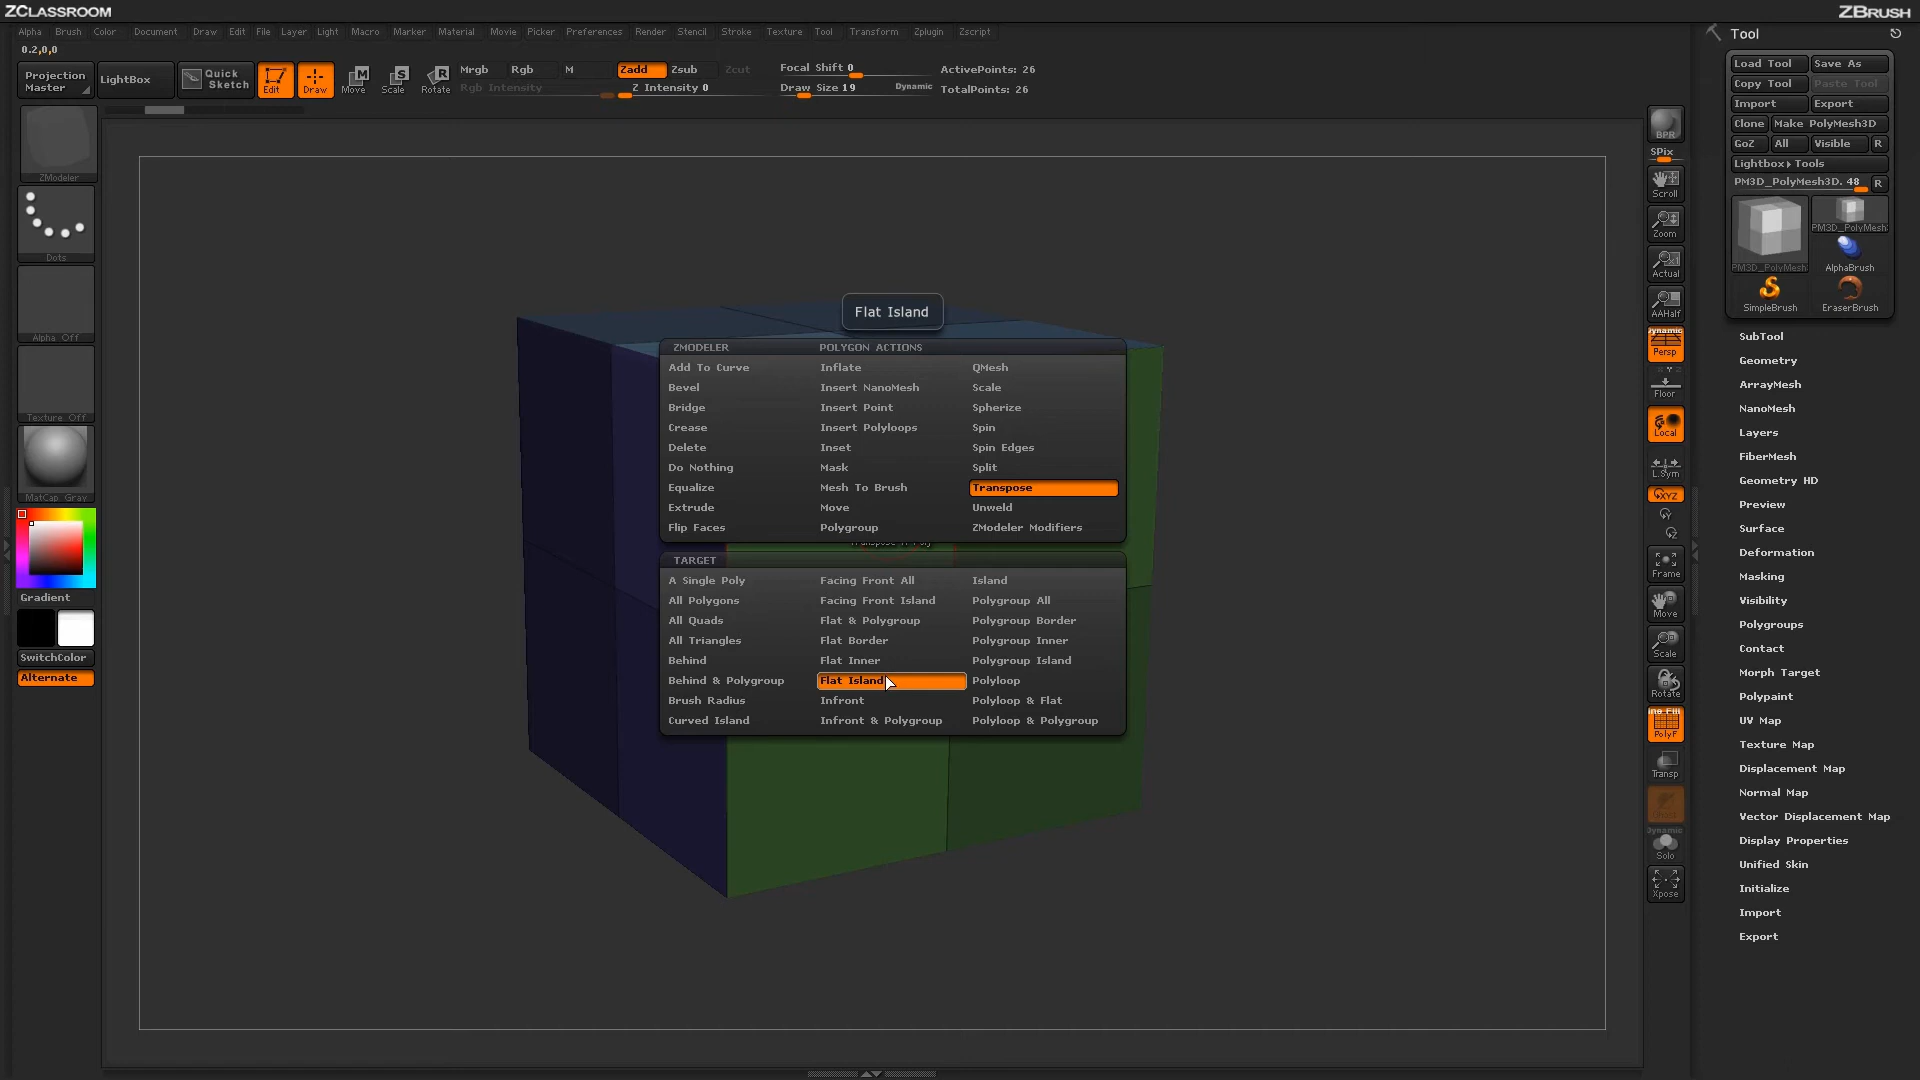 ZCLASSROOM
ZBRUSH
Alpha Brush Color Document Draw Edit File Layer Light Macro Marker Material Movie Picker Preferences Render Stencil Stroke Texture Tool Transform Zplugin Zscript
0.2,0,0
Projection Master
LightBox
Quick Sketch
Edit
Draw
Move
Scale
Rotate
Mrgb Rgb M
Rgb Intensity
Zadd Zsub Zcut
Z Intensity 0
Focal Shift 0
Draw Size 19 Dynamic
ActivePoints: 26
TotalPoints: 26
ZModeler
Dots
Alpha Off
Texture Off
MatCap Gray
Gradient
SwitchColor
Alternate
Flat Island
ZMODELER POLYGON ACTIONS
Add To Curve Inflate QMesh
Bevel Insert NanoMesh Scale
Bridge Insert Point Spherize
Crease Insert Polyloops Spin
Delete Inset Spin Edges
Do Nothing Mask Split
Equalize Mesh To Brush Transpose
Extrude Move Unweld
Flip Faces Polygroup ZModeler Modifiers
TARGET
A Single Poly Facing Front All Island
All Polygons Facing Front Island Polygroup All
All Quads Flat & Polygroup Polygroup Border
All Triangles Flat Border Polygroup Inner
Behind Flat Inner Polygroup Island
Behind & Polygroup Flat Island Polyloop
Brush Radius Infront Polyloop & Flat
Curved Island Infront & Polygroup Polyloop & Polygroup
BPR
SPix
Scroll
Zoom
Actual
AAHalf
Dynamic
Persp
Floor
Local
L.Sym
XYZ
Y
Z
Frame
Move
Scale
Rotate
PolyF
Transp
Dynamic
Solo
Xpose
Tool
Load Tool Save As
Copy Tool Paste Tool
Import Export
Clone Make PolyMesh3D
GoZ All Visible R
Lightbox▸Tools
PM3D_PolyMesh3D. 48 R
PM3D_PolyMesh
PM3D_PolyMesh
AlphaBrush
SimpleBrush
EraserBrush
SubTool
Geometry
ArrayMesh
NanoMesh
Layers
FiberMesh
Geometry HD
Preview
Surface
Deformation
Masking
Visibility
Polygroups
Contact
Morph Target
Polypaint
UV Map
Texture Map
Displacement Map
Normal Map
Vector Displacement Map
Display Properties
Unified Skin
Initialize
Import
Export